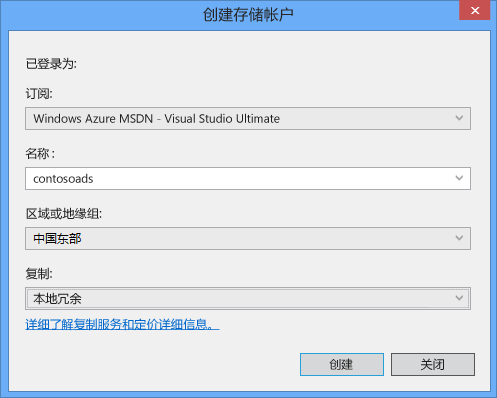 创建存储帐户
已登录为:
订阅:
Windows Azure MSDN - Visual Studio Ultimate
名称:
contosoads
区域或地缘组:
中国东部
复制:
本地冗余
详细了解复制服务和定价详细信息。
创建
关闭